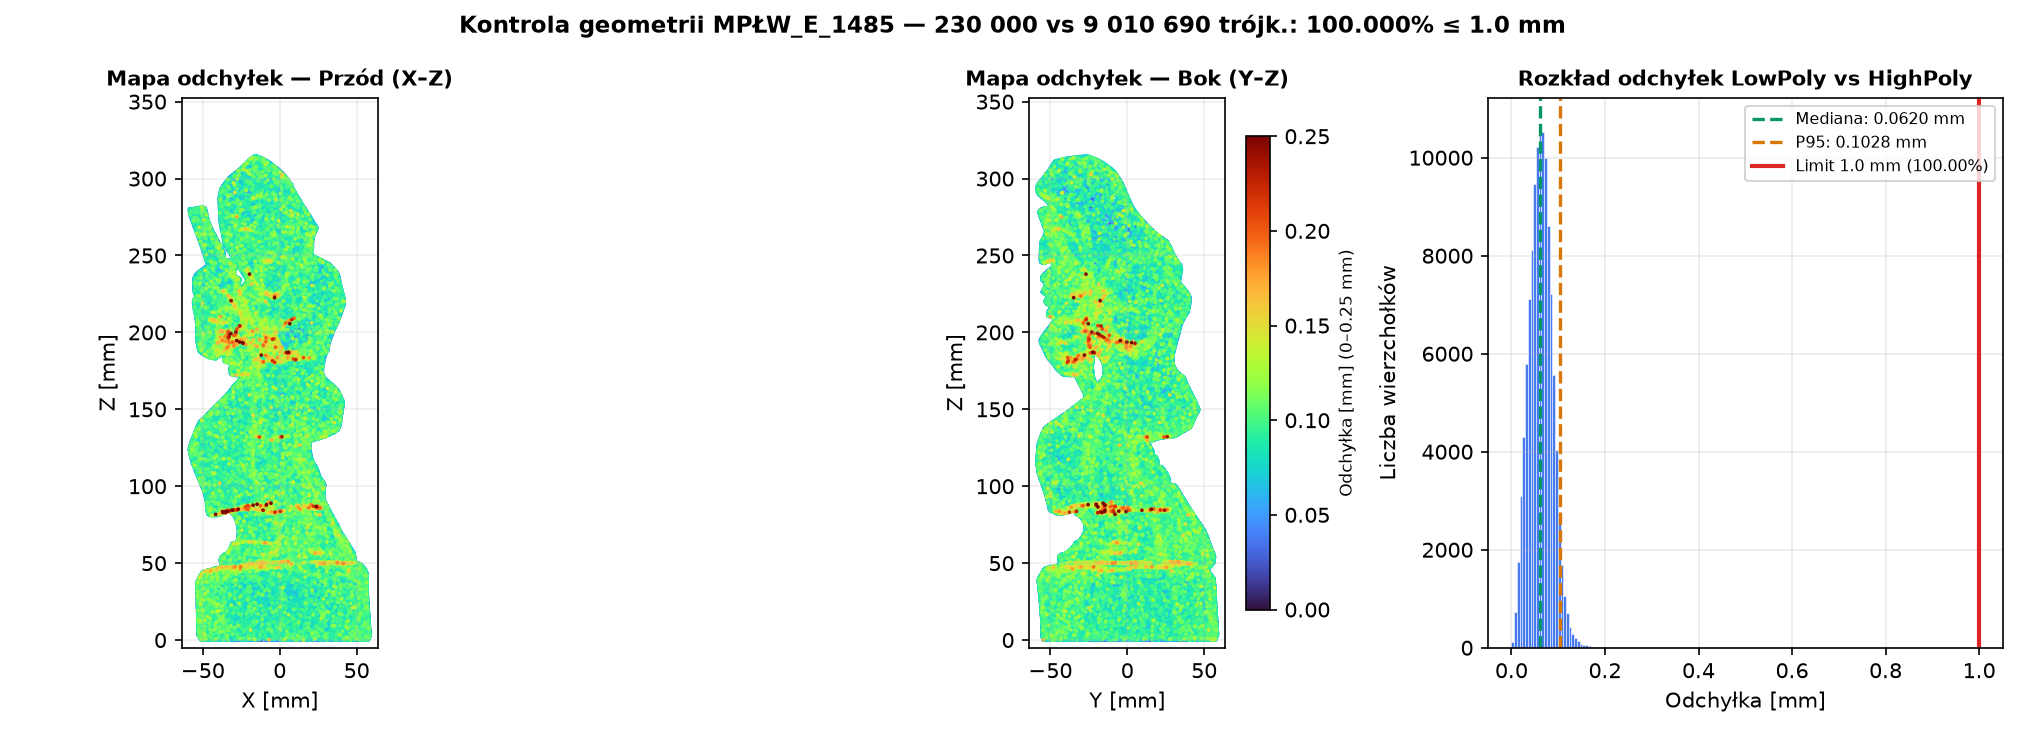 Kontrola geometrii MPŁW_E_1485 — 230 000 vs 9 010 690 trójk.: 100.000% ≤ 1.0 mm
Mapa odchyłek — Przód (X–Z)
350
300
250
200
150
100
50
0
Z [mm]
−50 0 50
X [mm]
Mapa odchyłek — Bok (Y–Z)
350
300
250
200
150
100
50
0
Z [mm]
−50 0 50
Y [mm]
0.25
0.20
0.15
0.10
0.05
0.00
Odchyłka [mm] (0–0.25 mm)
Rozkład odchyłek LowPoly vs HighPoly
Mediana: 0.0620 mm
P95: 0.1028 mm
Limit 1.0 mm (100.00%)
10000
8000
6000
4000
2000
0
Liczba wierzchołków
0.0 0.2 0.4 0.6 0.8 1.0
Odchyłka [mm]